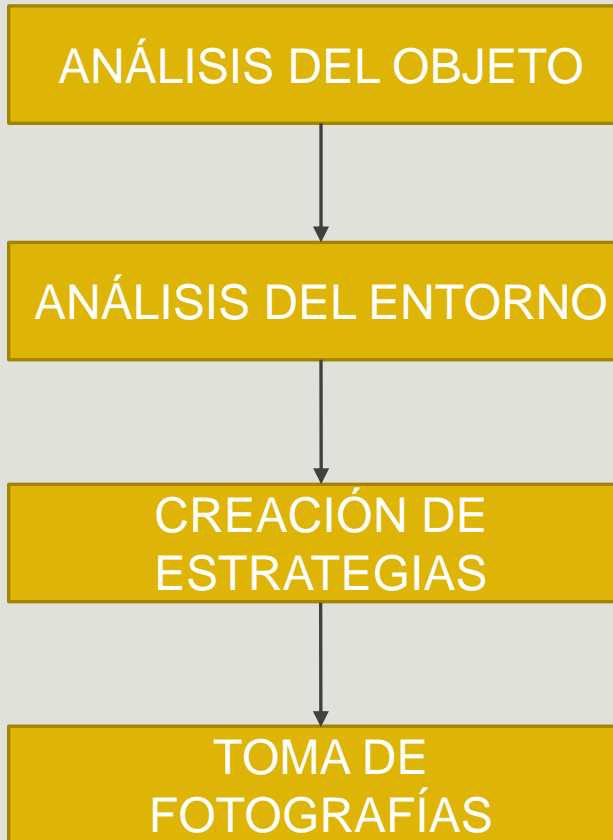 ANÁLISIS DEL OBJETO
ANÁLISIS DEL ENTORNO
CREACIÓN DE
ESTRATEGIAS
TOMA DE
FOTOGRAFÍAS